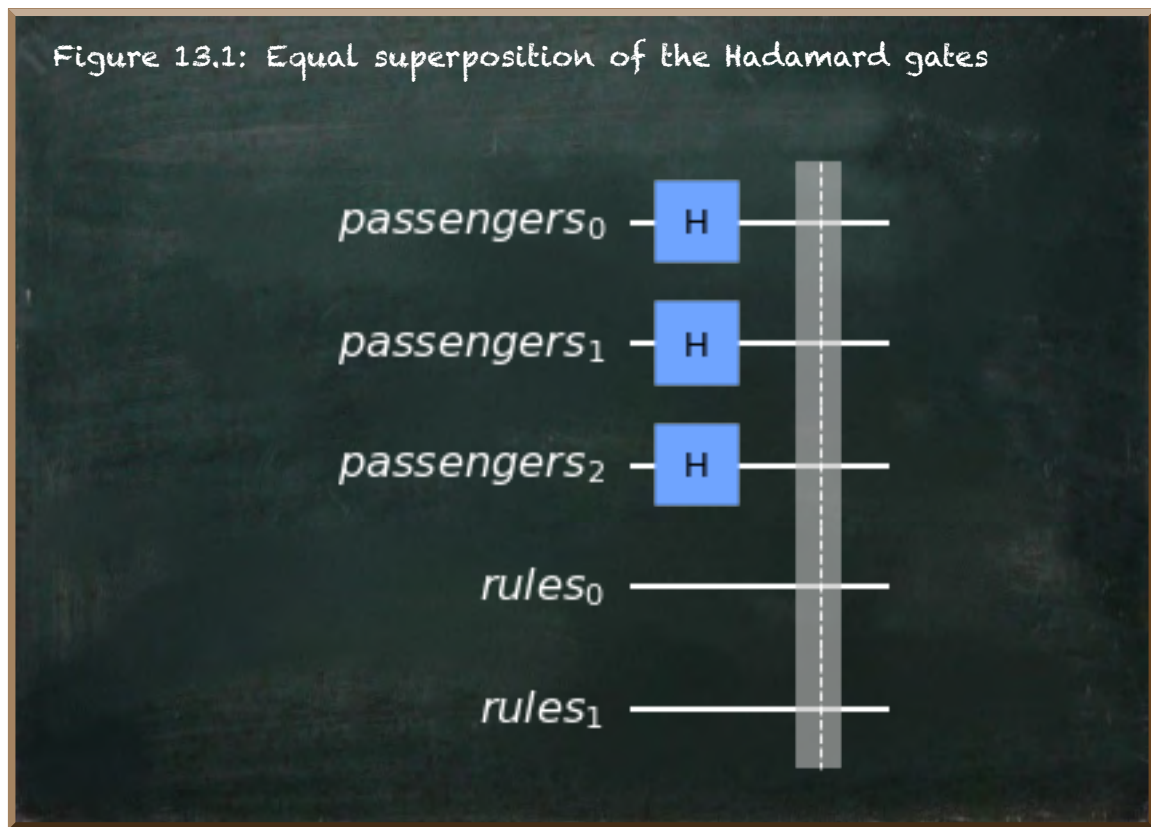 Figure 13.1: Equal superposition of the Hadamard gates
passengers₀ H
passengers₁ H
passengers₂ H
rules₀
rules₁